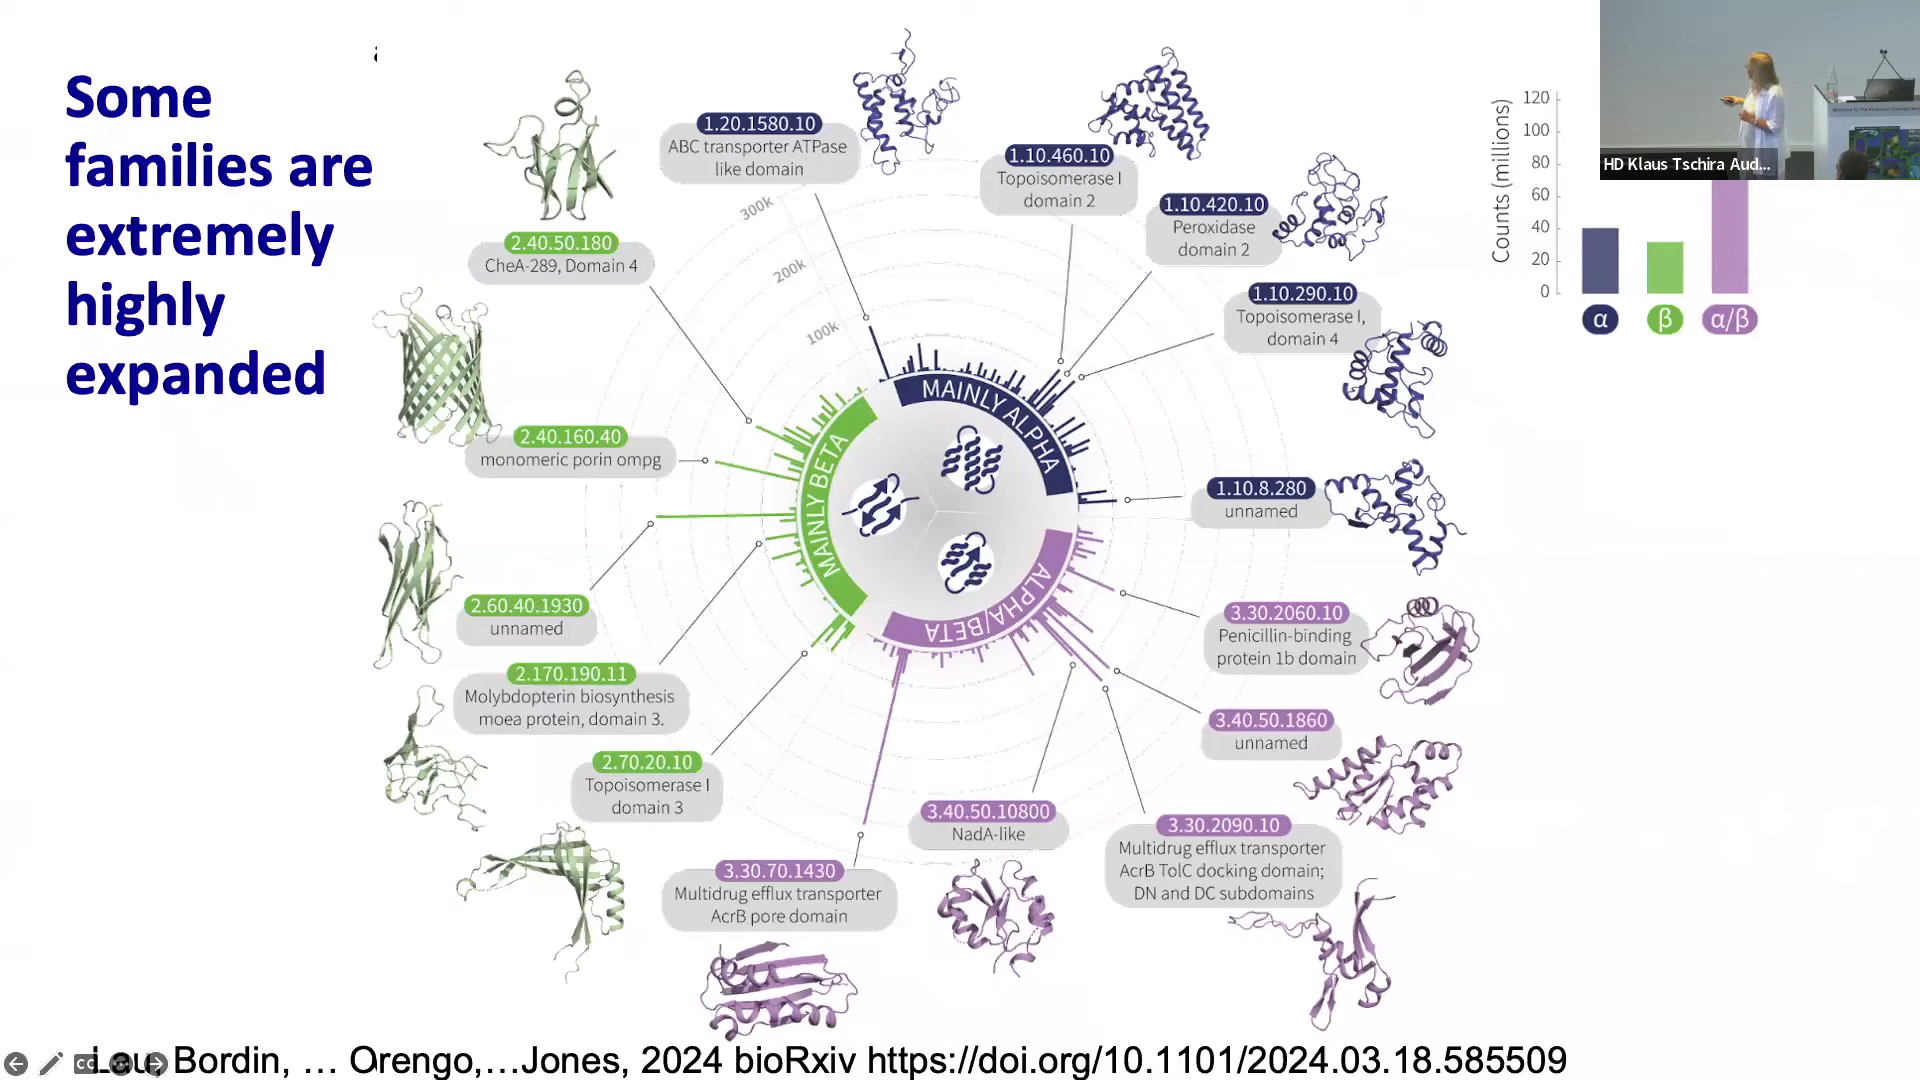 Some
families are
extremely
highly
expanded
1.20.1580.10
ABC transporter ATPase
like domain
1.10.460.10
Topoisomerase I
domain 2
1.10.420.10
Peroxidase
domain 2
1.10.290.10
Topoisomerase I,
domain 4
1.10.8.280
unnamed
3.30.2060.10
Penicillin-binding
protein 1b domain
3.40.50.1860
unnamed
3.30.2090.10
Multidrug efflux transporter
AcrB TolC docking domain;
DN and DC subdomains
3.40.50.10800
NadA-like
3.30.70.1430
Multidrug efflux transporter
AcrB pore domain
2.70.20.10
Topoisomerase I
domain 3
2.170.190.11
Molybdopterin biosynthesis
moea protein, domain 3.
2.60.40.1930
unnamed
2.40.160.40
monomeric porin ompg
2.40.50.180
CheA-289, Domain 4
300k
200k
100k
MAINLY ALPHA
MAINLY BETA
ALPHA/BETA
Counts (millions)
120
100
80
60
40
20
0
α
β
α/β
HD Klaus Tschira Aud...
Lau, Bordin, … Orengo,…Jones, 2024 bioRxiv https://doi.org/10.1101/2024.03.18.585509